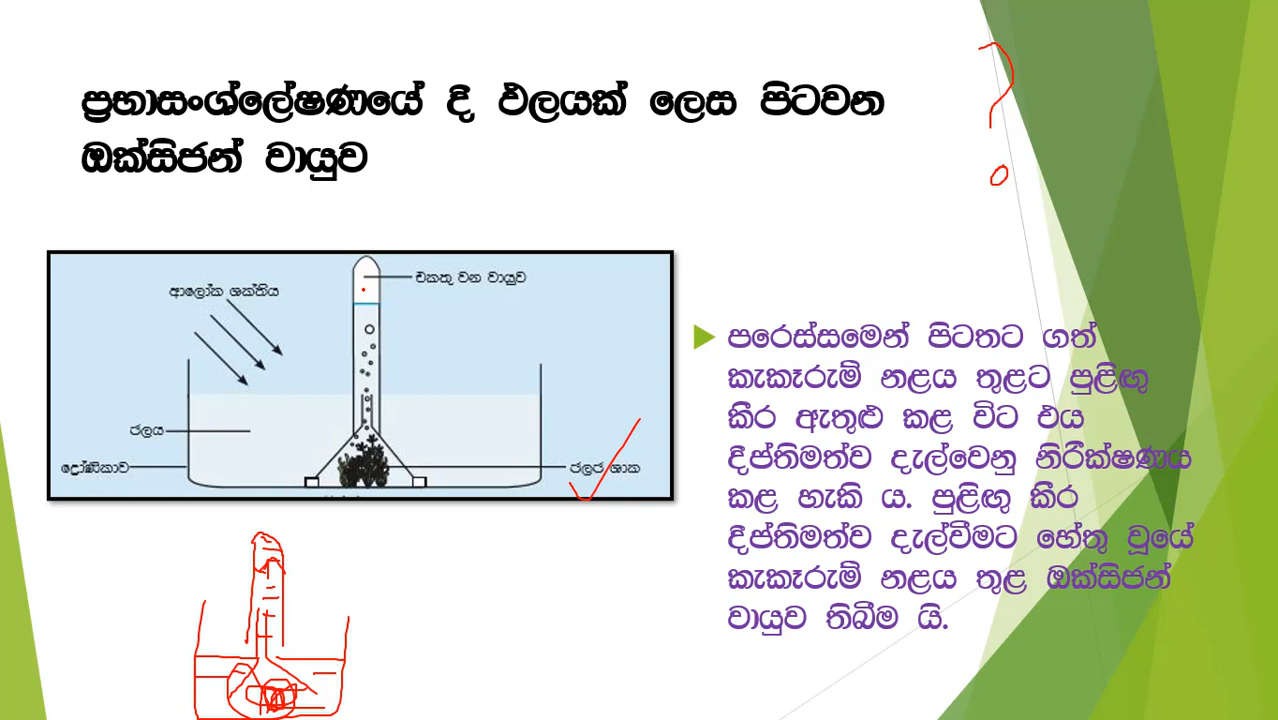 ප්‍රභාසංශ්ලේෂණයේ දී ඵලයක් ලෙස පිටවන
ඔක්සිජන් වායුව
?
එකතු වන වායුව
ආලෝක ශක්තිය
ජලය
ද්‍රෝණිකාව
ජලජ ශාක
පරෙස්සමෙන් පිටතට ගත්
කැකෑරුම් නළය තුළට පුළිඟු
කීර ඇතුළු කළ විට එය
දීප්තිමත්ව දැල්වෙනු නිරීක්ෂණය
කළ හැකි ය. පුළිඟු කීර
දීප්තිමත්ව දැල්වීමට හේතු වූයේ
කැකෑරුම් නළය තුළ ඔක්සිජන්
වායුව තිබීම යි.